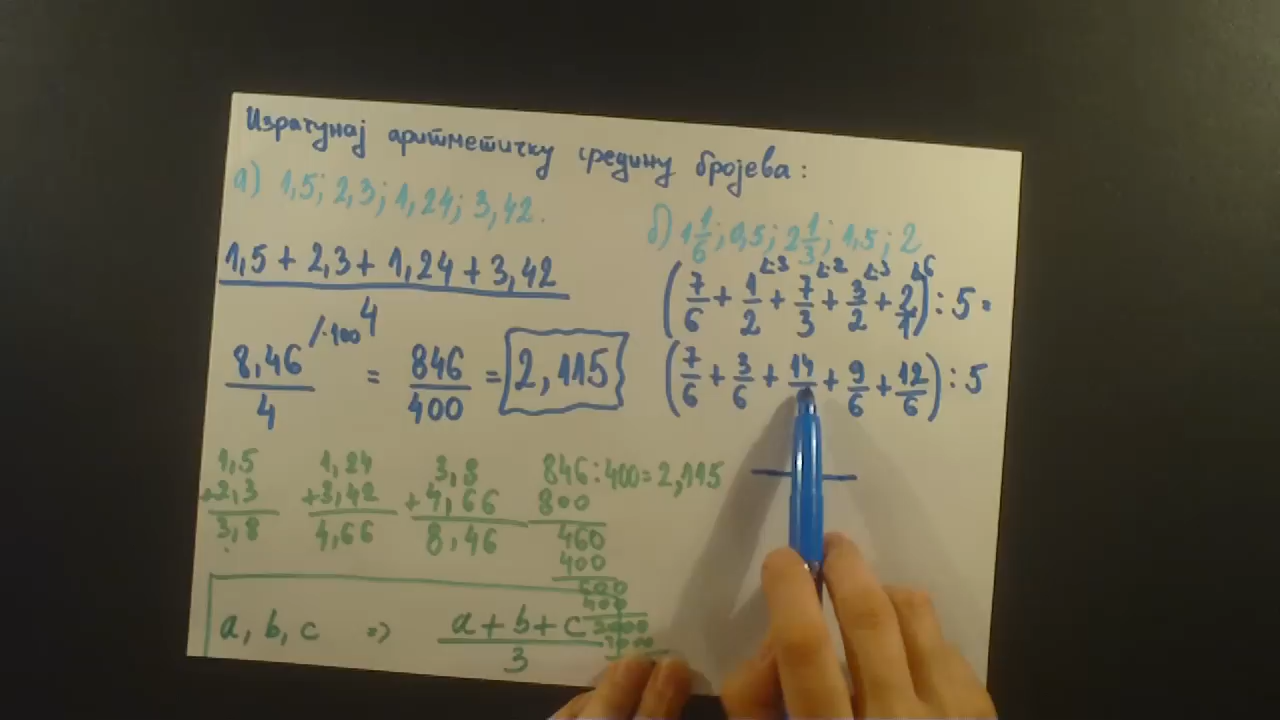 Израчунај аритметичку средину бројева:
а) 1,5; 2,3; 1,24; 3,42.
1,5 + 2,3 + 1,24 + 3,42
4
8,46/4 /·100 = 846/400 = 2,115
1,5 +2,3 3,8
1,24 +3,42 4,66
3,8 +4,66 8,46
846:400=2,115
800
460
400
600
400
2000
a, b, c => a+b+c/3
б) 1 1/6; 0,5; 2 1/3; 1,5; 2
(7/6 + 1/2 + 7/3 + 3/2 + 2/1) : 5 =
(7/6 + 3/6 + 14 + 9/6 + 12/6) : 5